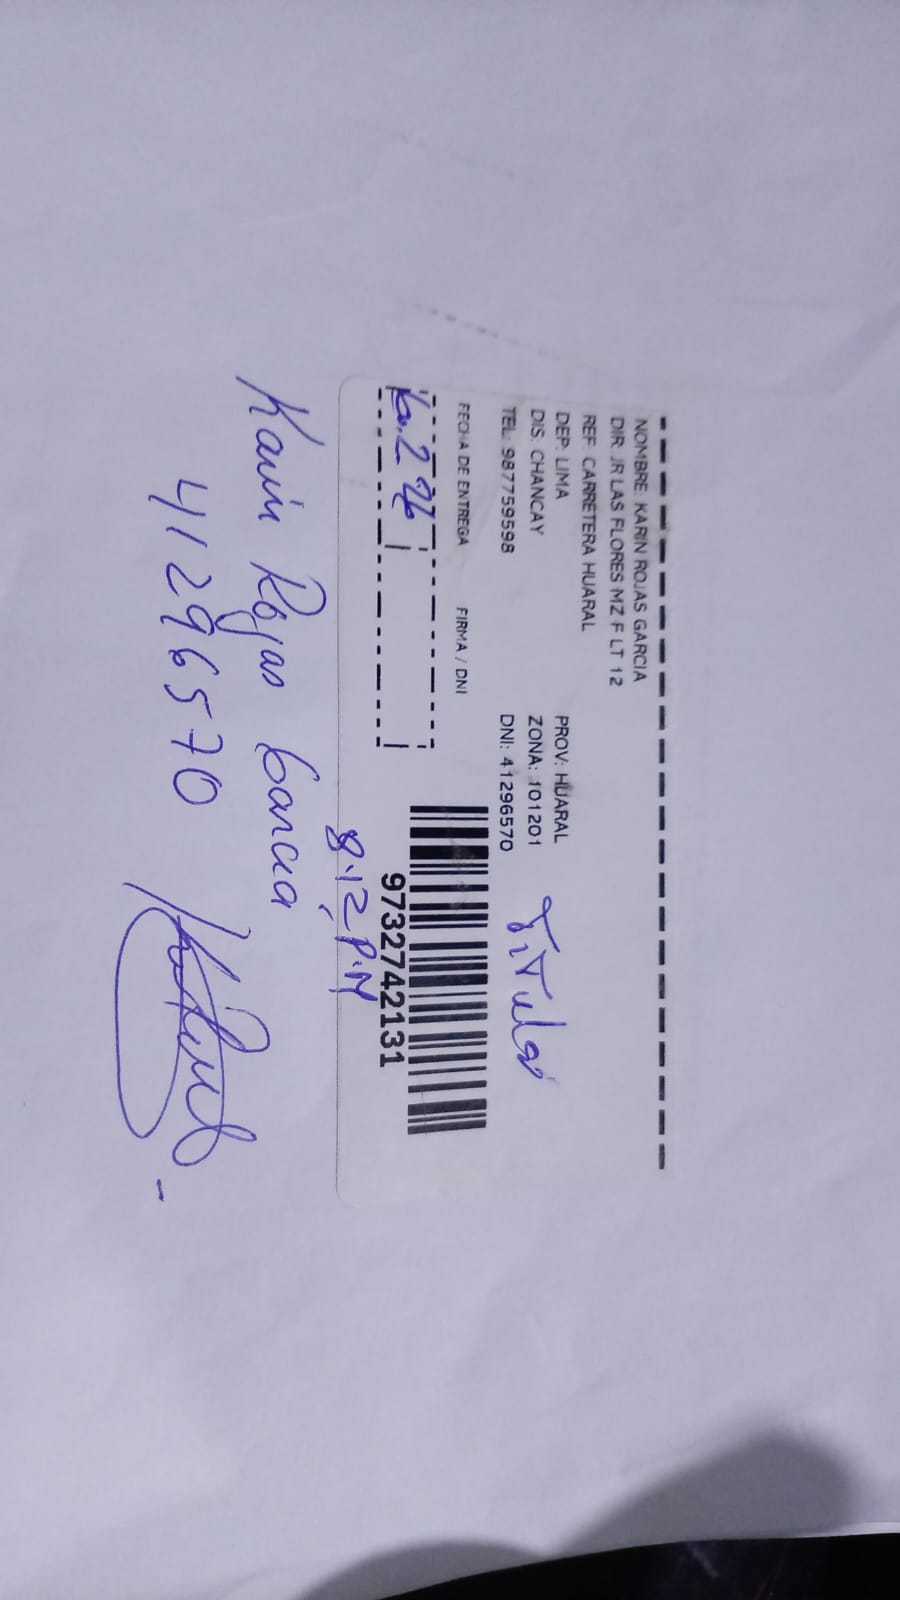 NOMBRE: KARIN ROJAS GARCIA
DIR: JR LAS FLORES MZ F LT 12
REF: CARRETERA HUARAL
DEP: LIMA PROV: HUARAL
DIS: CHANCAY ZONA: 101201
TEL: 987759598 DNI: 41296570
Titular
FECHA DE ENTREGA FIRMA / DNI
9732742131
8:12 P.M
Karin Rojas Garcia
41296570